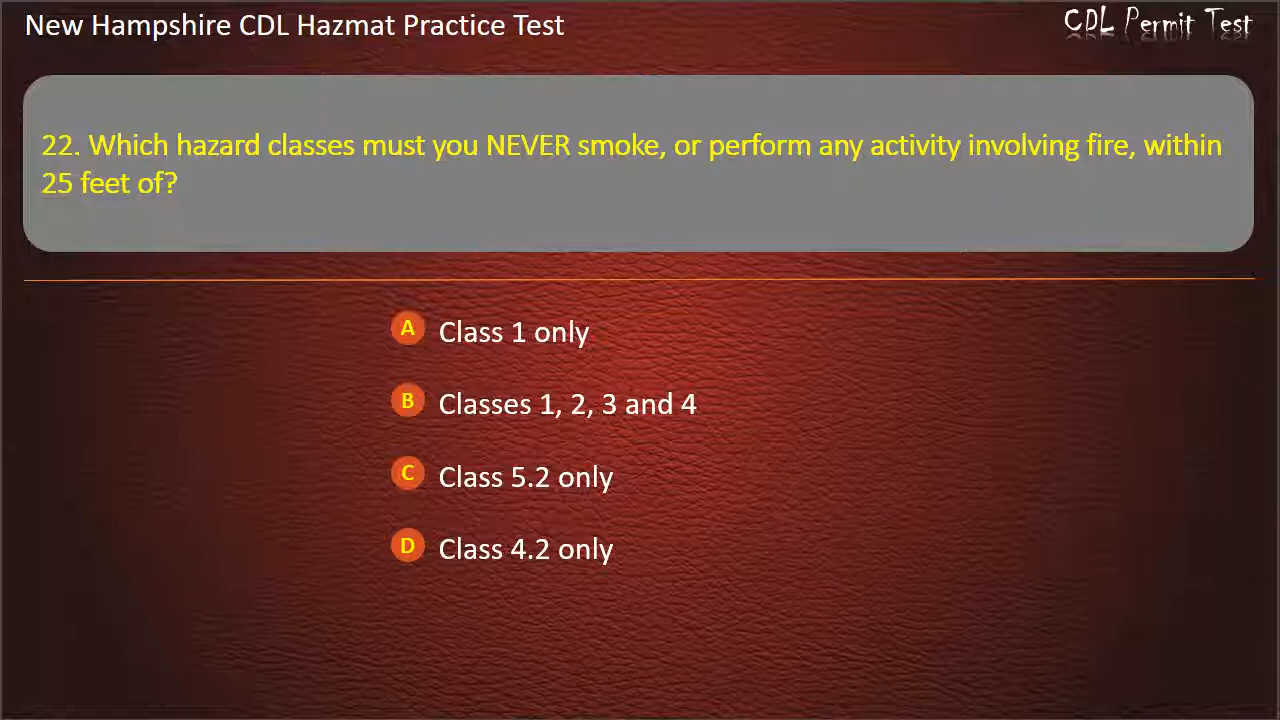 New Hampshire CDL Hazmat Practice Test
CDL Permit Test
22. Which hazard classes must you NEVER smoke, or perform any activity involving fire, within
25 feet of?
A Class 1 only
B Classes 1, 2, 3 and 4
C Class 5.2 only
D Class 4.2 only